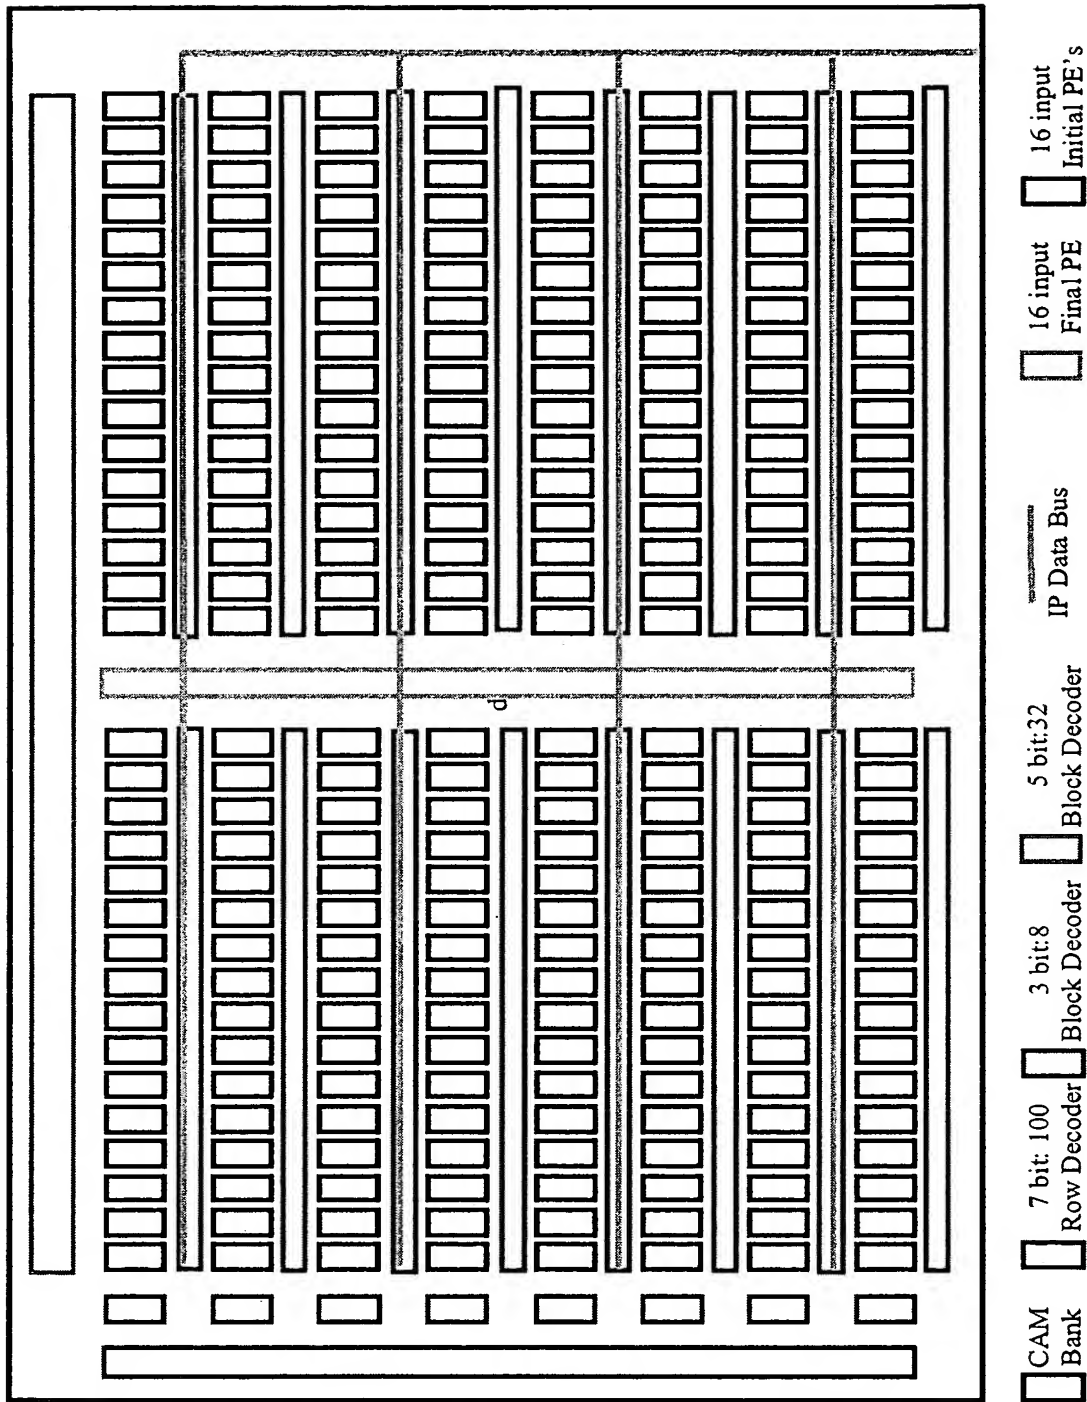 d
CAM
Bank
7 bit: 100
Row Decoder
3 bit:8
Block Decoder
5 bit:32
Block Decoder
IP Data Bus
16 input
Final PE
16 input
Initial PE's